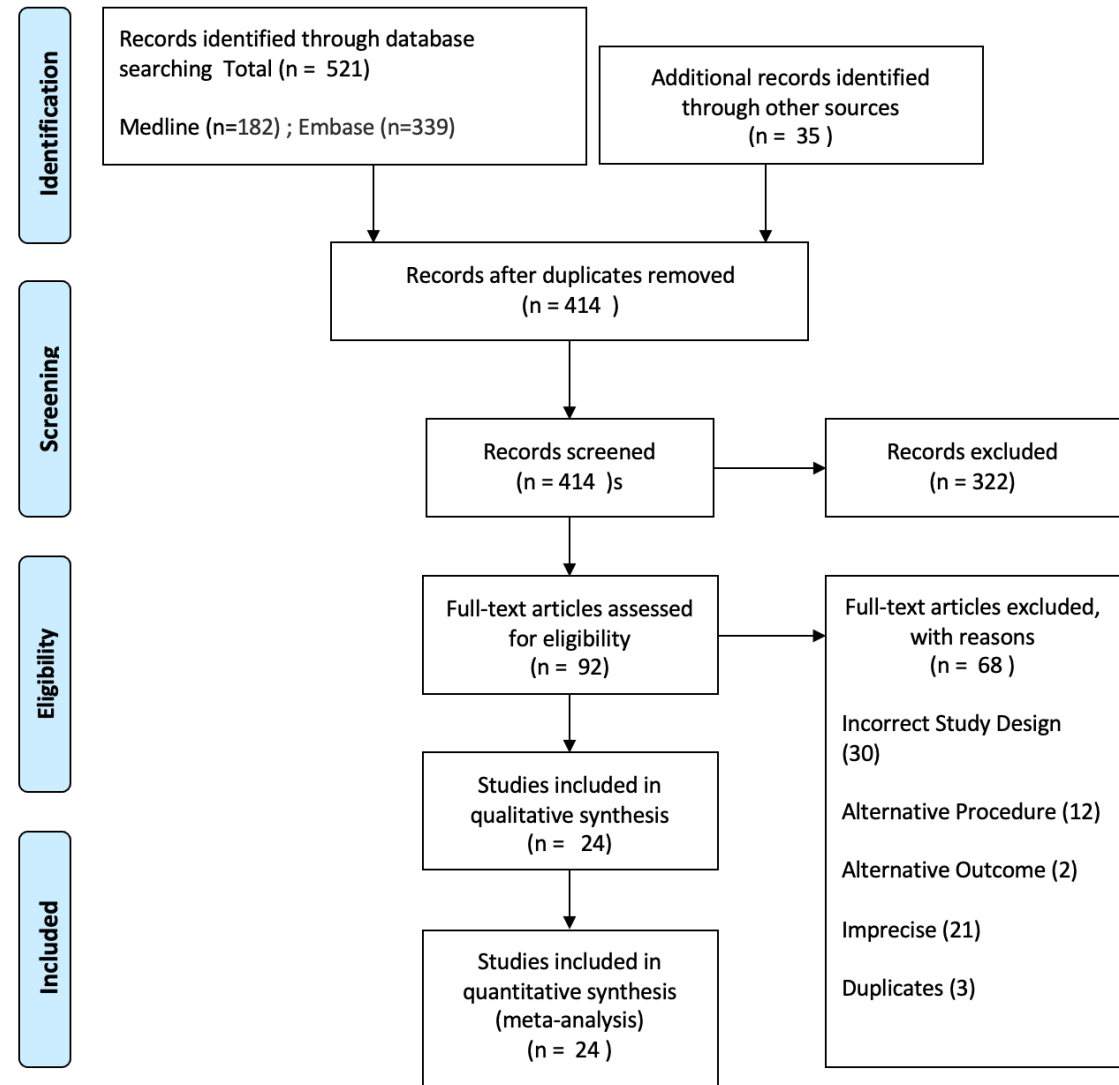 Identification
Records identified through database
searching  Total (n =  521)
Medline (n=182) ; Embase (n=339)
Additional records identified
through other sources
(n =  35 )
Records after duplicates removed
(n = 414  )
Screening
Records screened
(n = 414  )s
Records excluded
(n = 322)
Eligibility
Full-text articles assessed
for eligibility
(n =  92)
Full-text articles excluded,
with reasons
(n =  68 )
Incorrect Study Design
(30)
Alternative Procedure (12)
Alternative Outcome (2)
Imprecise (21)
Duplicates (3)
Studies included in
qualitative synthesis
(n =   24)
Included
Studies included in
quantitative synthesis
(meta-analysis)
(n =  24 )